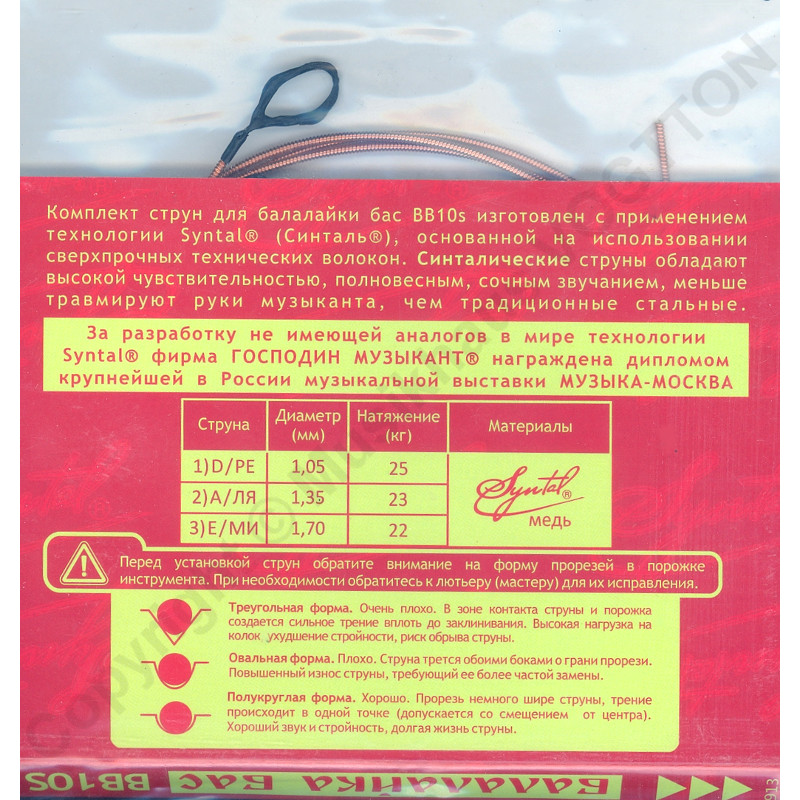 Комплект струн для балалайки бас BB10s изготовлен с применением
технологии Syntal® (Синталь®), основанной на использовании
сверхпрочных технических волокон. Синталические струны обладают
высокой чувствительностью, полновесным, сочным звучанием, меньше
травмируют руки музыканта, чем традиционные стальные.
За разработку не имеющей аналогов в мире технологии
Syntal® фирма ГОСПОДИН МУЗЫКАНТ® награждена дипломом
крупнейшей в России музыкальной выставки МУЗЫКА-МОСКВА
Струна Диаметр (мм) Натяжение (кг) Материалы
1)D/РЕ 1,05 25
2)A/ЛЯ 1,35 23
3)E/МИ 1,70 22
Syntal®
медь
Перед установкой струн обратите внимание на форму прорезей в порожке
инструмента. При необходимости обратитесь к лютьеру (мастеру) для их исправления.
Треугольная форма. Очень плохо. В зоне контакта струны и порожка
создается сильное трение вплоть до заклинивания. Высокая нагрузка на
колок ,ухудшение стройности, риск обрыва струны.
Овальная форма. Плохо. Струна трется обоими боками о грани прорези.
Повышенный износ струны, требующий ее более частой замены.
Полукруглая форма. Хорошо. Прорезь немного шире струны, трение
происходит в одной точке (допускается со смещением от центра).
Хороший звук и стройность, долгая жизнь струны.
Балалайка Бас BB10S
913
Copyright © Musikhaus VOGTTON